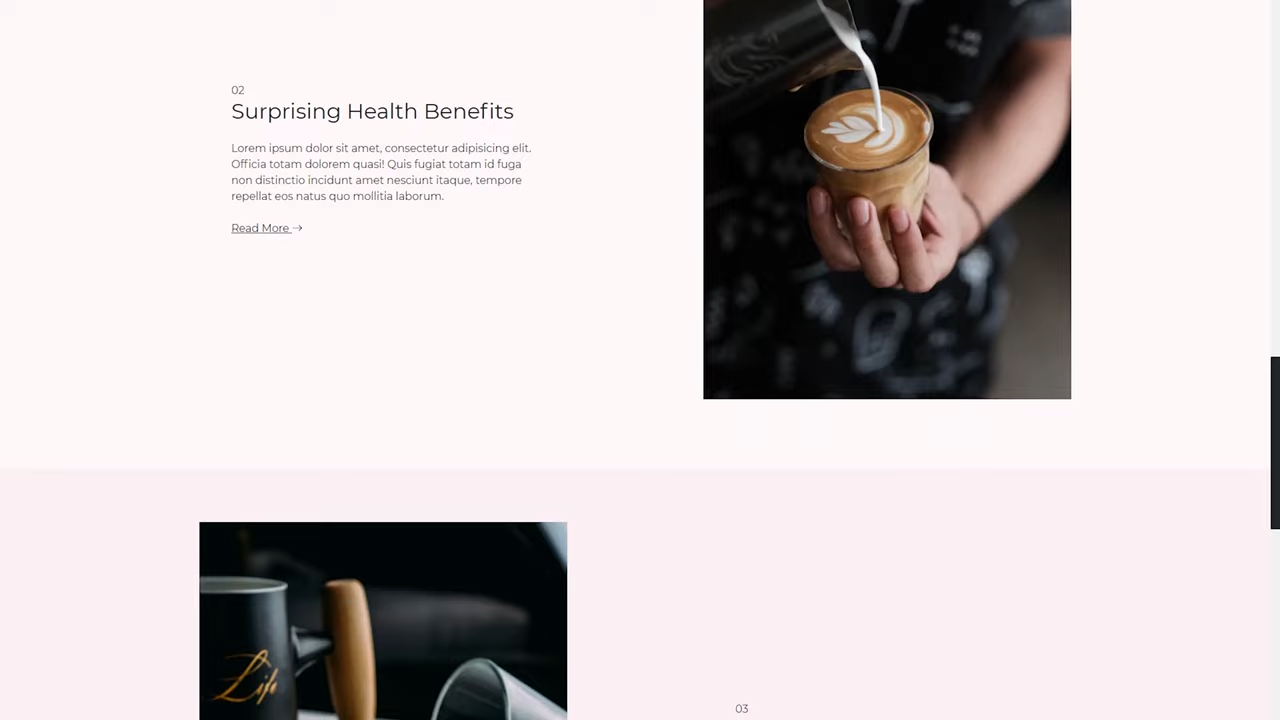 02
Surprising Health Benefits
Lorem ipsum dolor sit amet, consectetur adipisicing elit.
Officia totam dolorem quasi! Quis fugiat totam id fuga
non distinctio incidunt amet nesciunt itaque, tempore
repellat eos natus quo mollitia laborum.
Read More →
Life
03